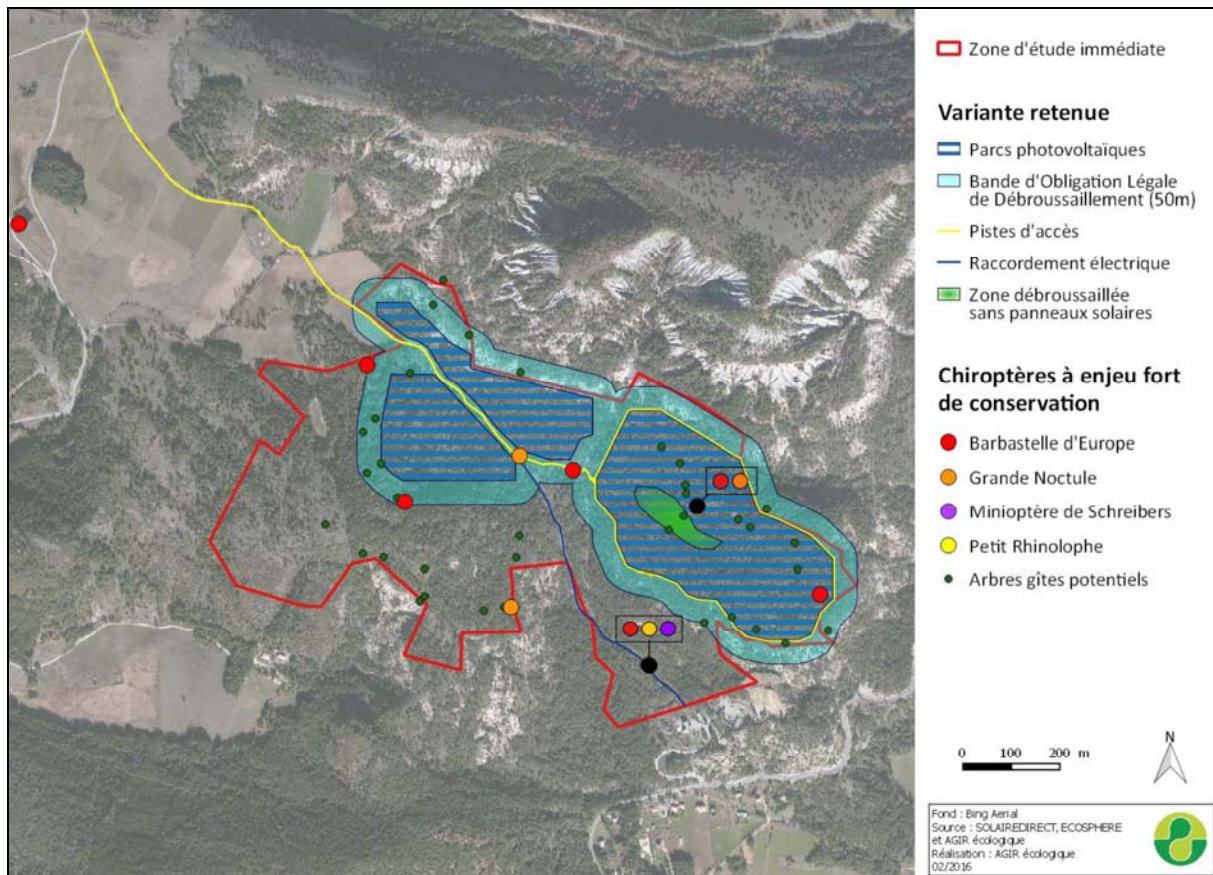 Zone d'étude immédiate
Variante retenue
Parcs photovoltaïques
Bande d'Obligation Légale
de Débroussaillement (50m)
Pistes d'accès
Raccordement électrique
Zone débroussaillée
sans panneaux solaires
Chiroptères à enjeu fort
de conservation
Barbastelle d'Europe
Grande Noctule
Minioptère de Schreibers
Petit Rhinolophe
Arbres gîtes potentiels
N
0 100 200 m
Fond : Bing Aerial
Source : SOLAIREDIRECT, ECOSPHERE
et AGIR écologique
Réalisation : AGIR écologique
02/2016